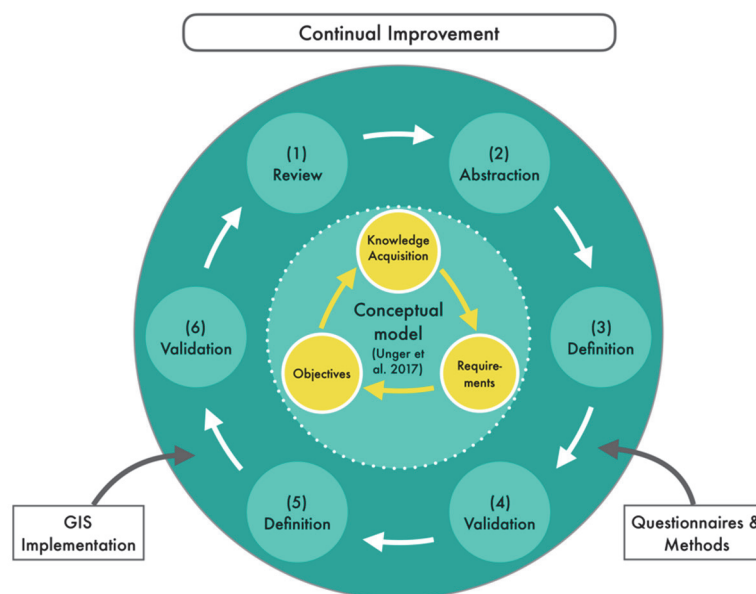 Continual Improvement
(1)
Review
(2)
Abstraction
(3)
Definition
(4)
Validation
(5)
Definition
(6)
Validation
Knowledge
Acquisition
Conceptual
model
(Unger et
al. 2017)
Objectives
Require-
ments
GIS
Implementation
Questionnaires &
Methods